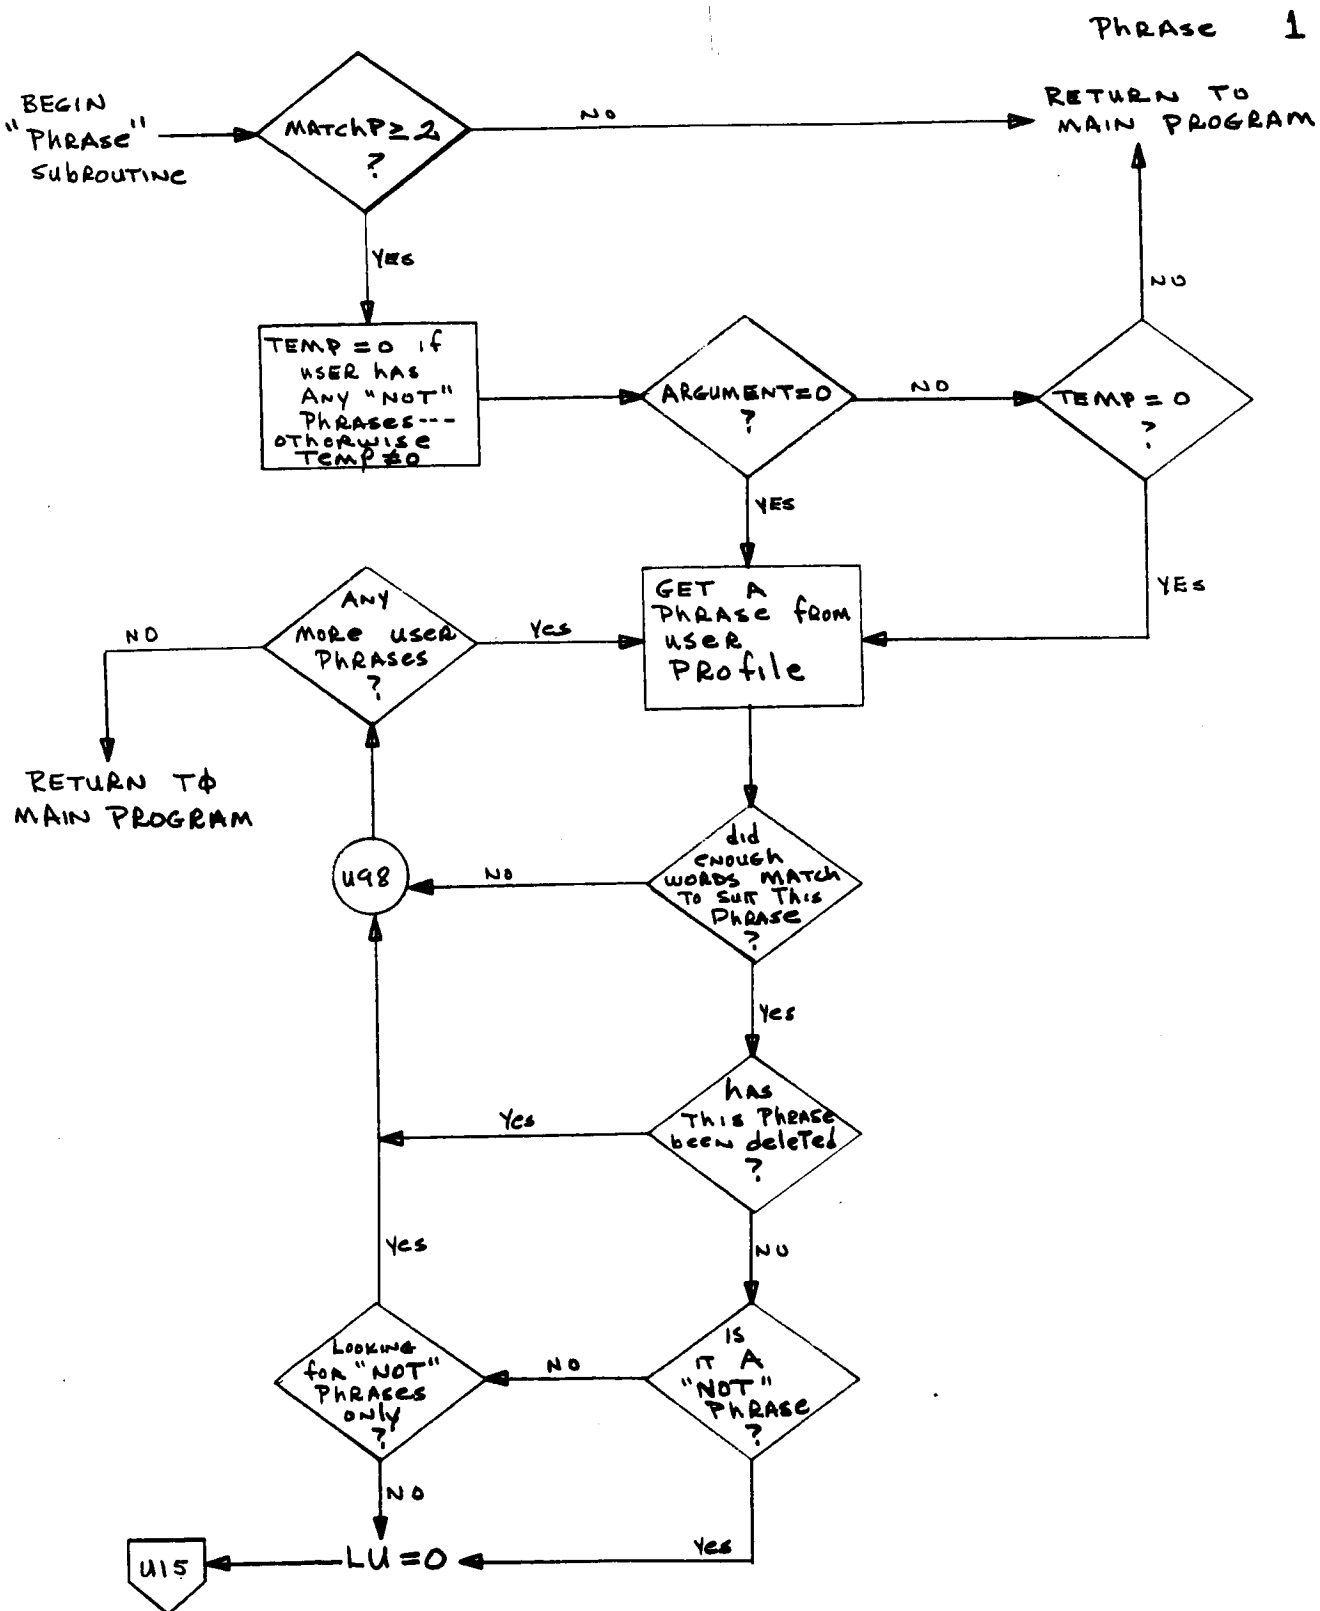 PhRAse 1
BEGIN
"PhRAse"
SubROUTINE
MATChP ≥ 2
?
NO
RETURN TO
MAIN PROGRAM
YES
NO
TEMP = 0 if
USER hAS
ANY "NOT"
PhRASES---
OThORWISE
TEMP ≠ 0
ARGUMENT=0
?
NO
TEMP = 0
?
YES
YES
ANY
MORE USER
PhRASES
?
NO
Yes
GET A
PhRASE fROM
USER
PROfile
RETURN TO
MAIN PROGRAM
did
ENOUGH
WORDS MATCH
TO SUIT This
PhRASE
?
NO
U98
Yes
hAS
This PhRASE
been deleTed
?
Yes
NO
Yes
IS
IT A
"NOT"
PhRASE
?
NO
LOOKING
foR "NOT"
PhRASES
ONly
?
NO
Yes
LU = 0
U15